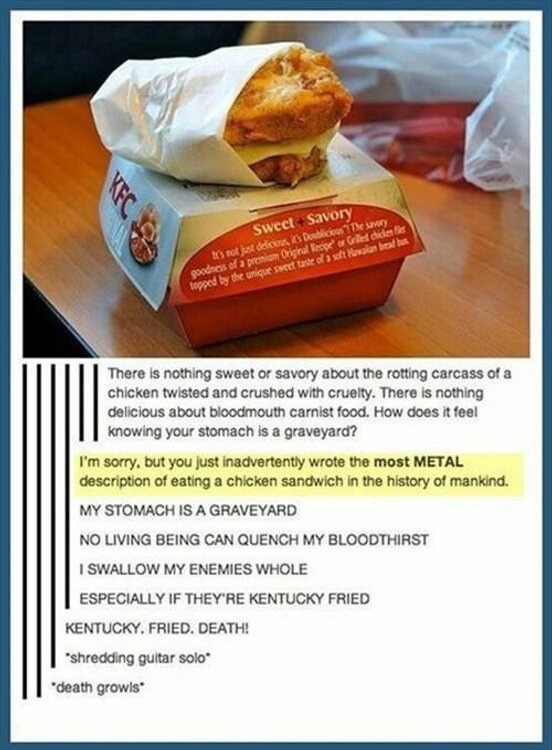 KFC
Sweet + Savory
It's not just delicious, it's Doublicious™! The savory
goodness of a premium Original Recipe® or Grilled chicken filet
topped by the unique sweet taste of a soft Hawaiian bread bun
There is nothing sweet or savory about the rotting carcass of a
chicken twisted and crushed with cruelty. There is nothing
delicious about bloodmouth carnist food. How does it feel
knowing your stomach is a graveyard?
I'm sorry, but you just inadvertently wrote the most METAL
description of eating a chicken sandwich in the history of mankind.
MY STOMACH IS A GRAVEYARD
NO LIVING BEING CAN QUENCH MY BLOODTHIRST
I SWALLOW MY ENEMIES WHOLE
ESPECIALLY IF THEY'RE KENTUCKY FRIED
KENTUCKY. FRIED. DEATH!
*shredding guitar solo*
*death growls*